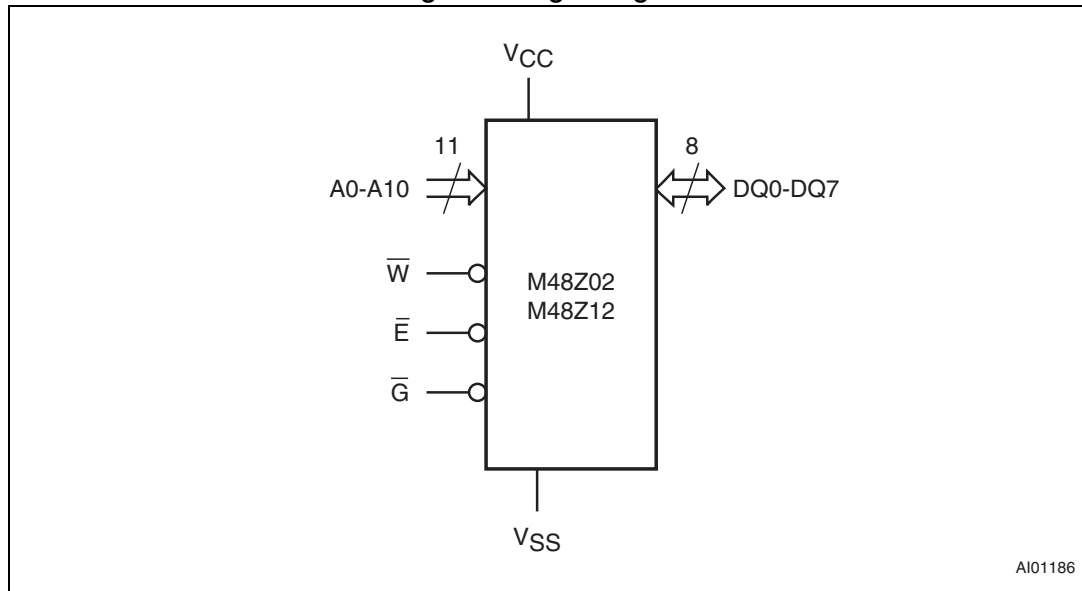 VCC
11
8
A0-A10
DQ0-DQ7
W̅
M48Z02
M48Z12
E̅
G̅
VSS
AI01186